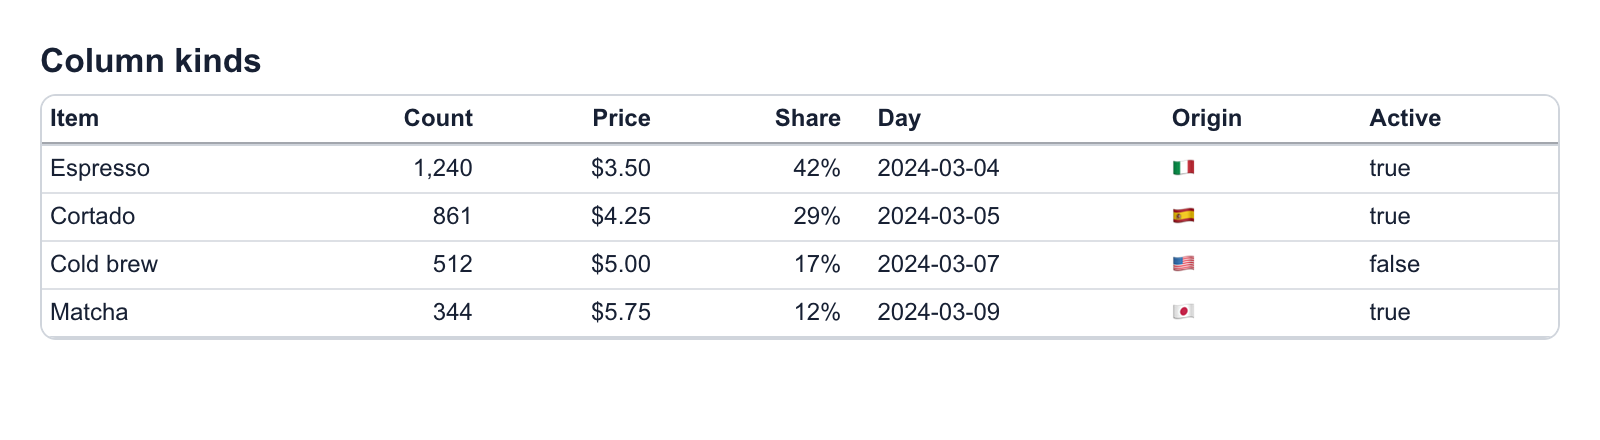 Column kinds
Item Count Price Share Day Origin Active
Espresso 1,240 $3.50 42% 2024-03-04 🇮🇹 true
Cortado 861 $4.25 29% 2024-03-05 🇪🇸 true
Cold brew 512 $5.00 17% 2024-03-07 🇺🇸 false
Matcha 344 $5.75 12% 2024-03-09 🇯🇵 true